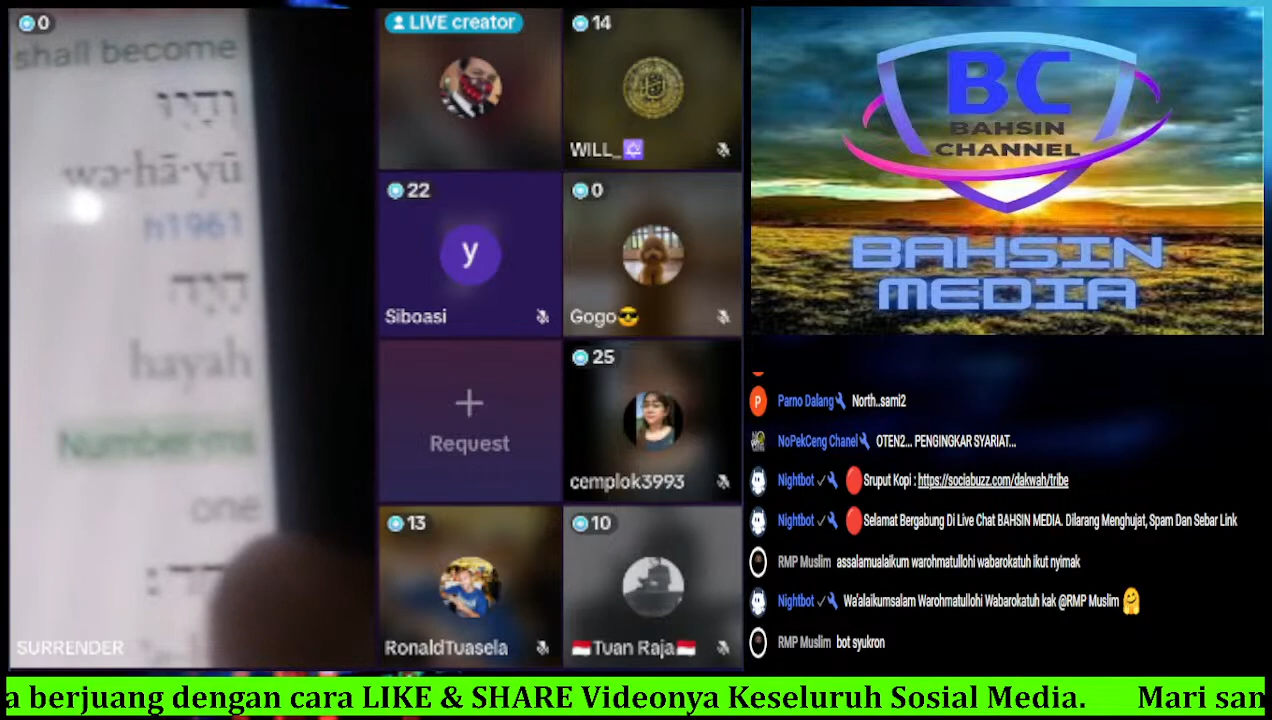 0
shall become
וְהָיוּ
wə·hā·yū
h1961
הָיָה
hayah
Number-ms
one
SURRENDER
LIVE creator
14
WILL_
22
y
Siboasi
0
Gogo
+
Request
25
cemplok3993
13
RonaldTuasela
10
Tuan Raja
BC
BAHSIN
CHANNEL
BAHSIN
MEDIA
P
Parno Dalang North..sami2
NoPekCeng Chanel OTEN2... PENGINGKAR SYARIAT...
Nightbot Sruput Kopi : https://sociabuzz.com/dakwah/tribe
Nightbot Selamat Bergabung Di Live Chat BAHSIN MEDIA. Dilarang Menghujat, Spam Dan Sebar Link
RMP Muslim assalamualaikum warohmatullohi wabarokatuh ikut nyimak
Nightbot Wa'alaikumsalam Warohmatullohi Wabarokatuh kak @RMP Muslim
RMP Muslim bot syukron
a berjuang dengan cara LIKE & SHARE Videonya Keseluruh Sosial Media. Mari san